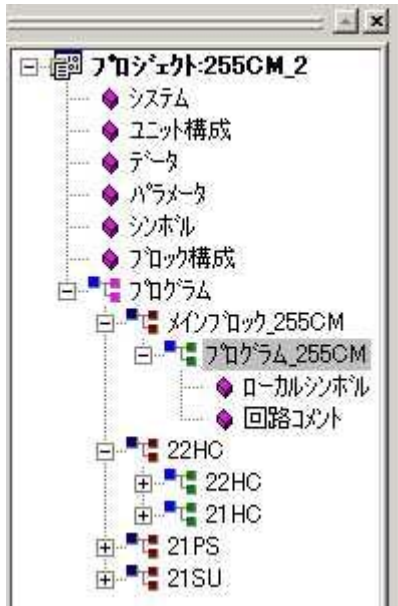 ﾌﾟﾛｼﾞｪｸﾄ:255CM_2
システム
ユニット構成
ﾃﾞｰﾀ
ﾊﾟﾗﾒｰﾀ
ｼﾝﾎﾞﾙ
ﾌﾞﾛｯｸ構成
ﾌﾟﾛｸﾞﾗﾑ
ﾒｲﾝﾌﾞﾛｯｸ_255CM
ﾌﾟﾛｸﾞﾗﾑ_255CM
ﾛｰｶﾙｼﾝﾎﾞﾙ
回路ｺﾒﾝﾄ
22HC
22HC
21HC
21PS
21SU